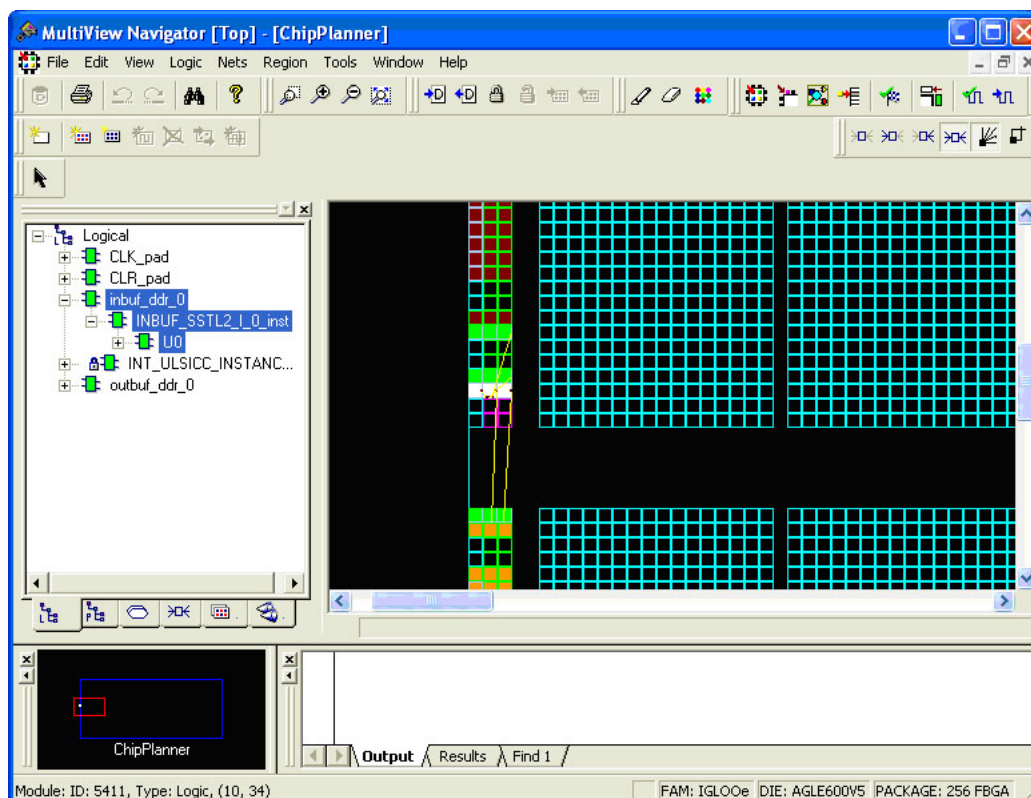 MultiView Navigator [Top] - [ChipPlanner]
File Edit View Logic Nets Region Tools Window Help
Logical
CLK_pad
CLR_pad
inbuf_ddr_0
INBUF_SSTL2_I_0_inst
U0
INT_ULSICC_INSTANC...
outbuf_ddr_0
ChipPlanner
Output Results Find 1
Module: ID: 5411, Type: Logic, (10, 34) FAM: IGLOOe DIE: AGLE600V5 PACKAGE: 256 FBGA